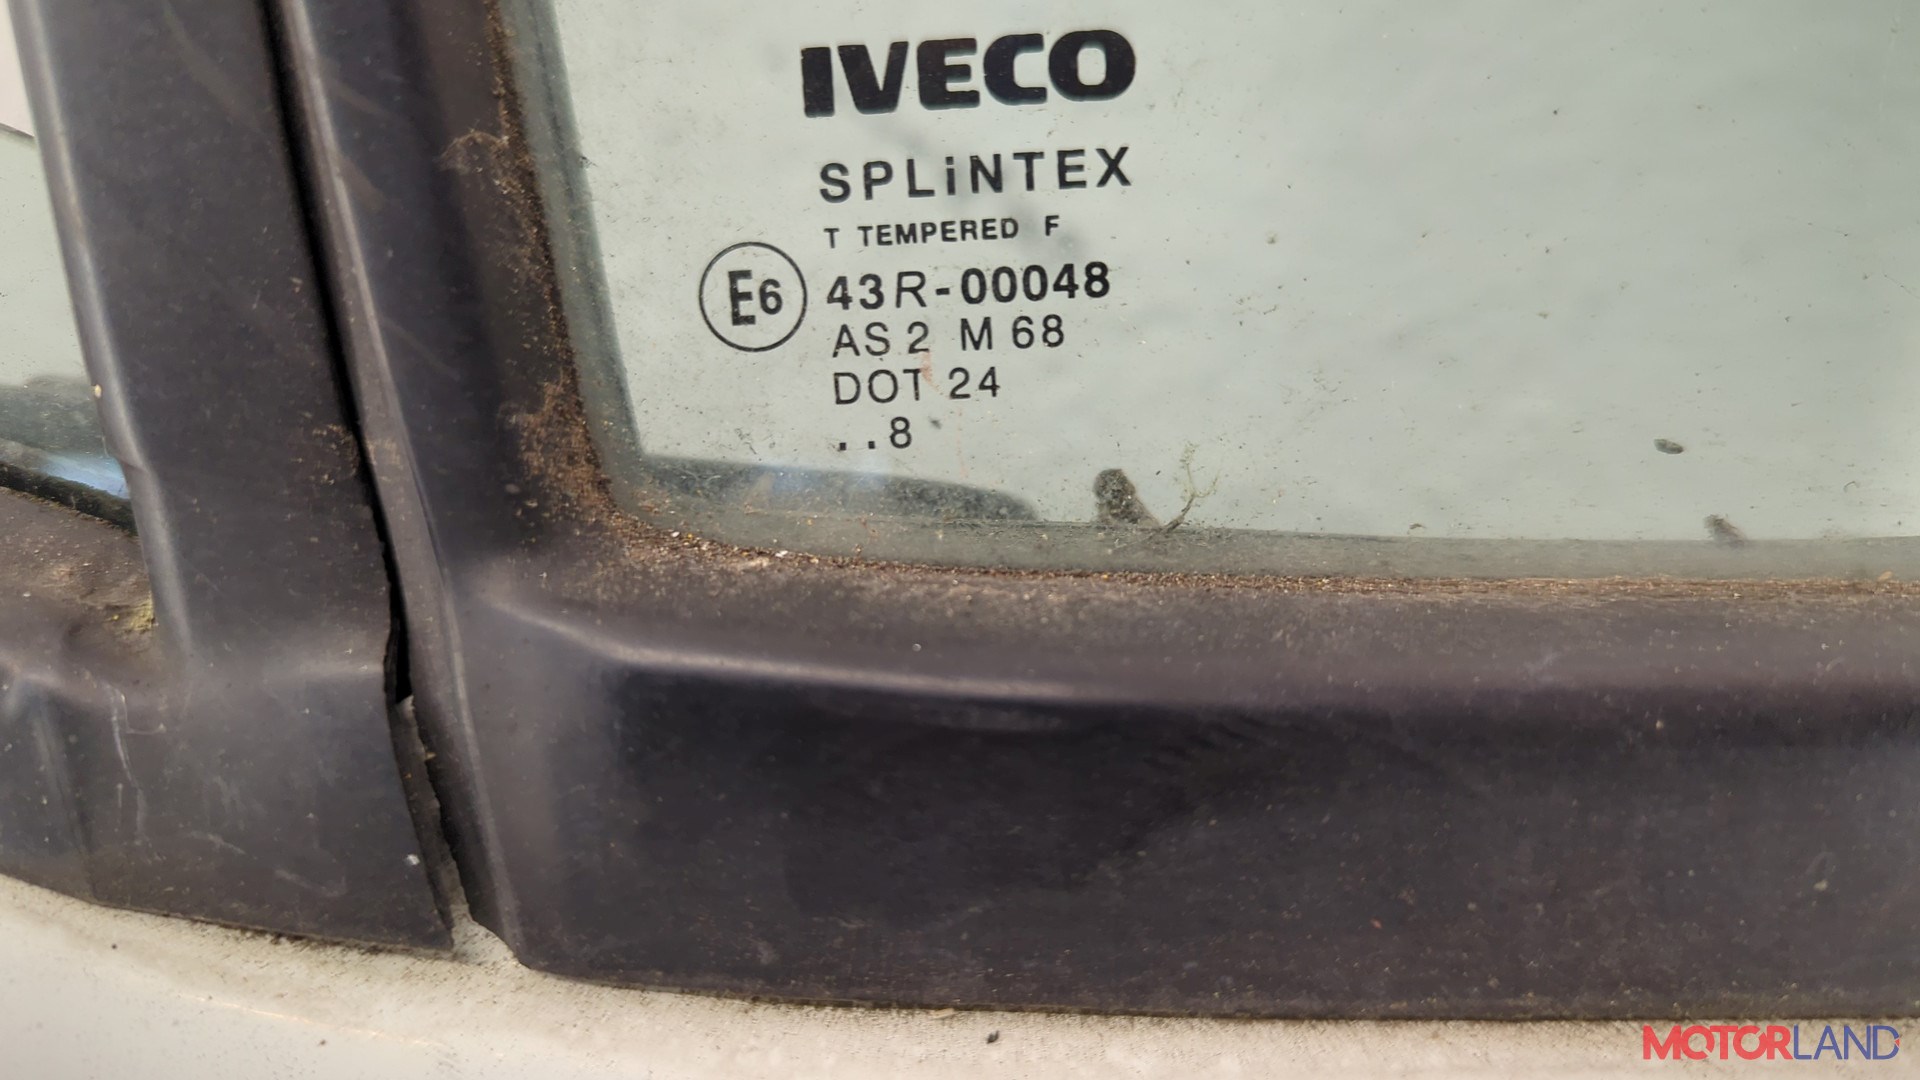 IVECO
SPLiNTEX
T TEMPERED F
E6 43R-00048
AS 2 M 68
DOT 24
..8
MOTORLAND